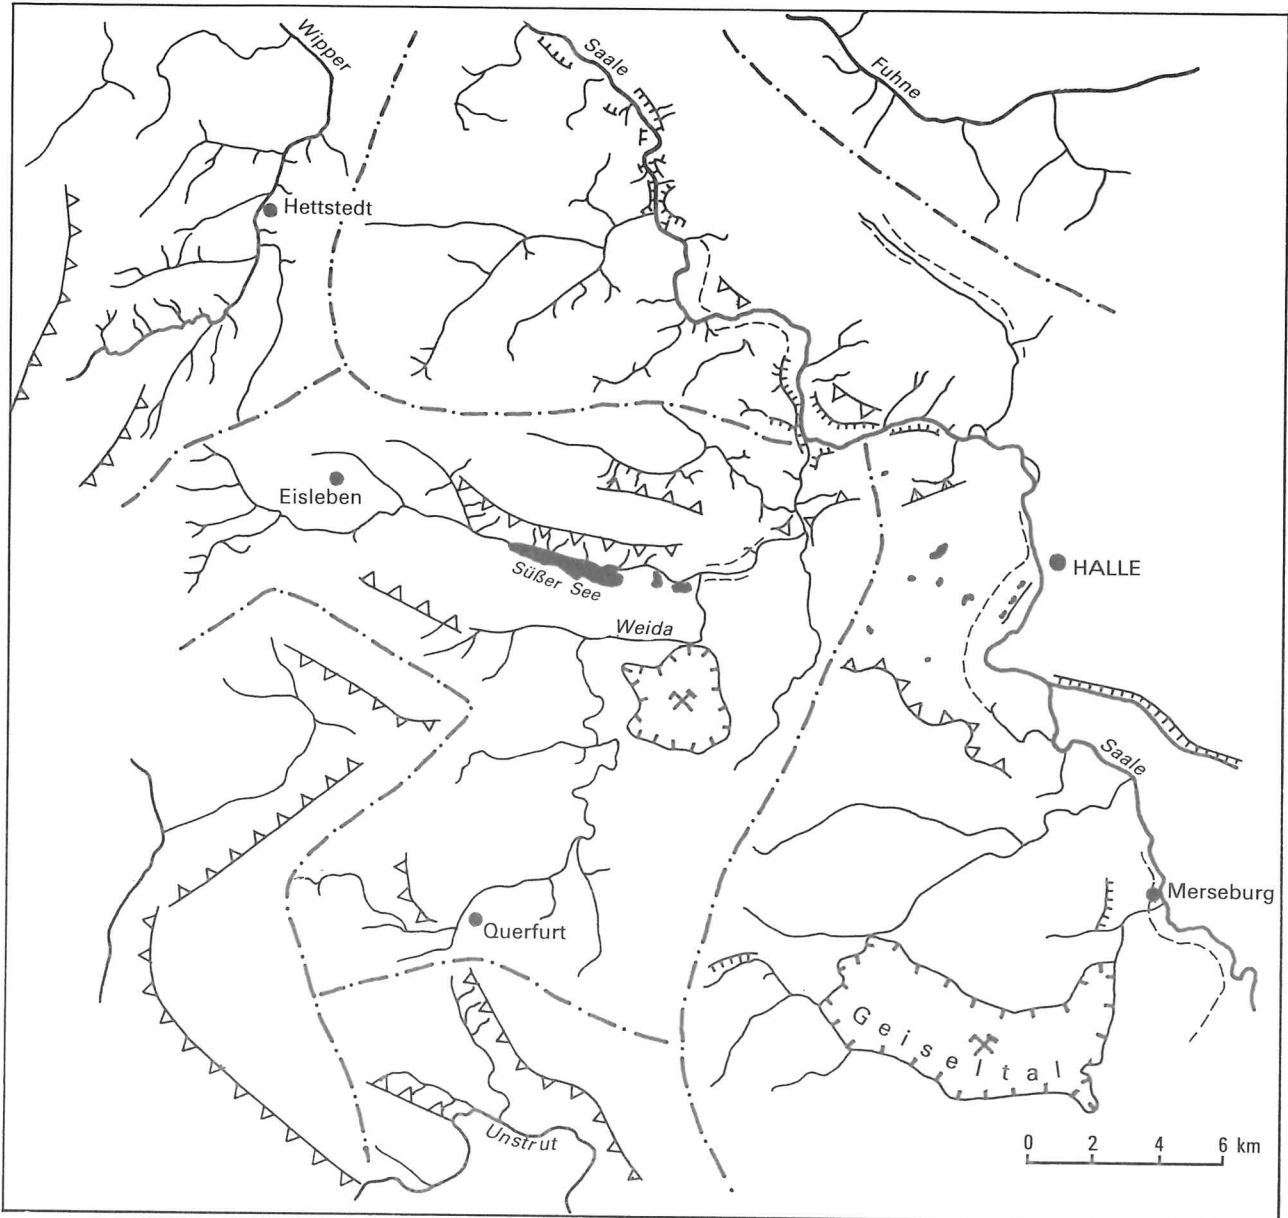 Wipper
Saale
Fuhne
Hettstedt
Eisleben
Süßer See
HALLE
Weida
Saale
Merseburg
Querfurt
Geiseltal
Unstrut
0 2 4 6 km